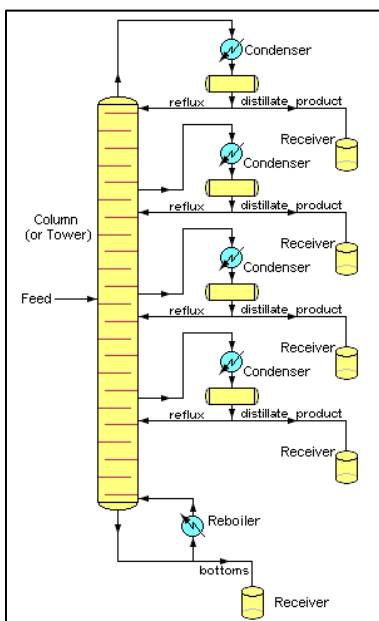 Condenser
reflux distillate product
Receiver
Condenser
Column
(or Tower)
reflux distillate product
Receiver
Condenser
Feed
reflux distillate product
Receiver
Condenser
reflux distillate product
Receiver
Reboiler
bottoms
Receiver